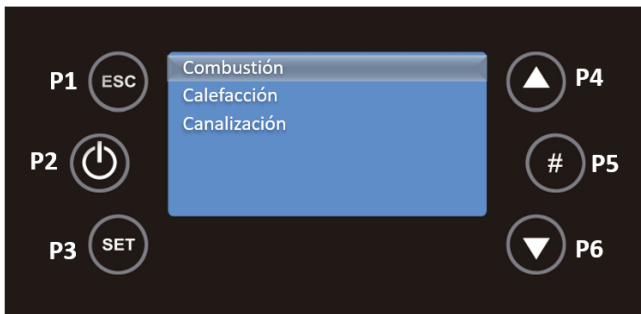 P1 ESC
Combustión
Calefacción
Canalización
P4
P2
# P5
P3 SET
P6